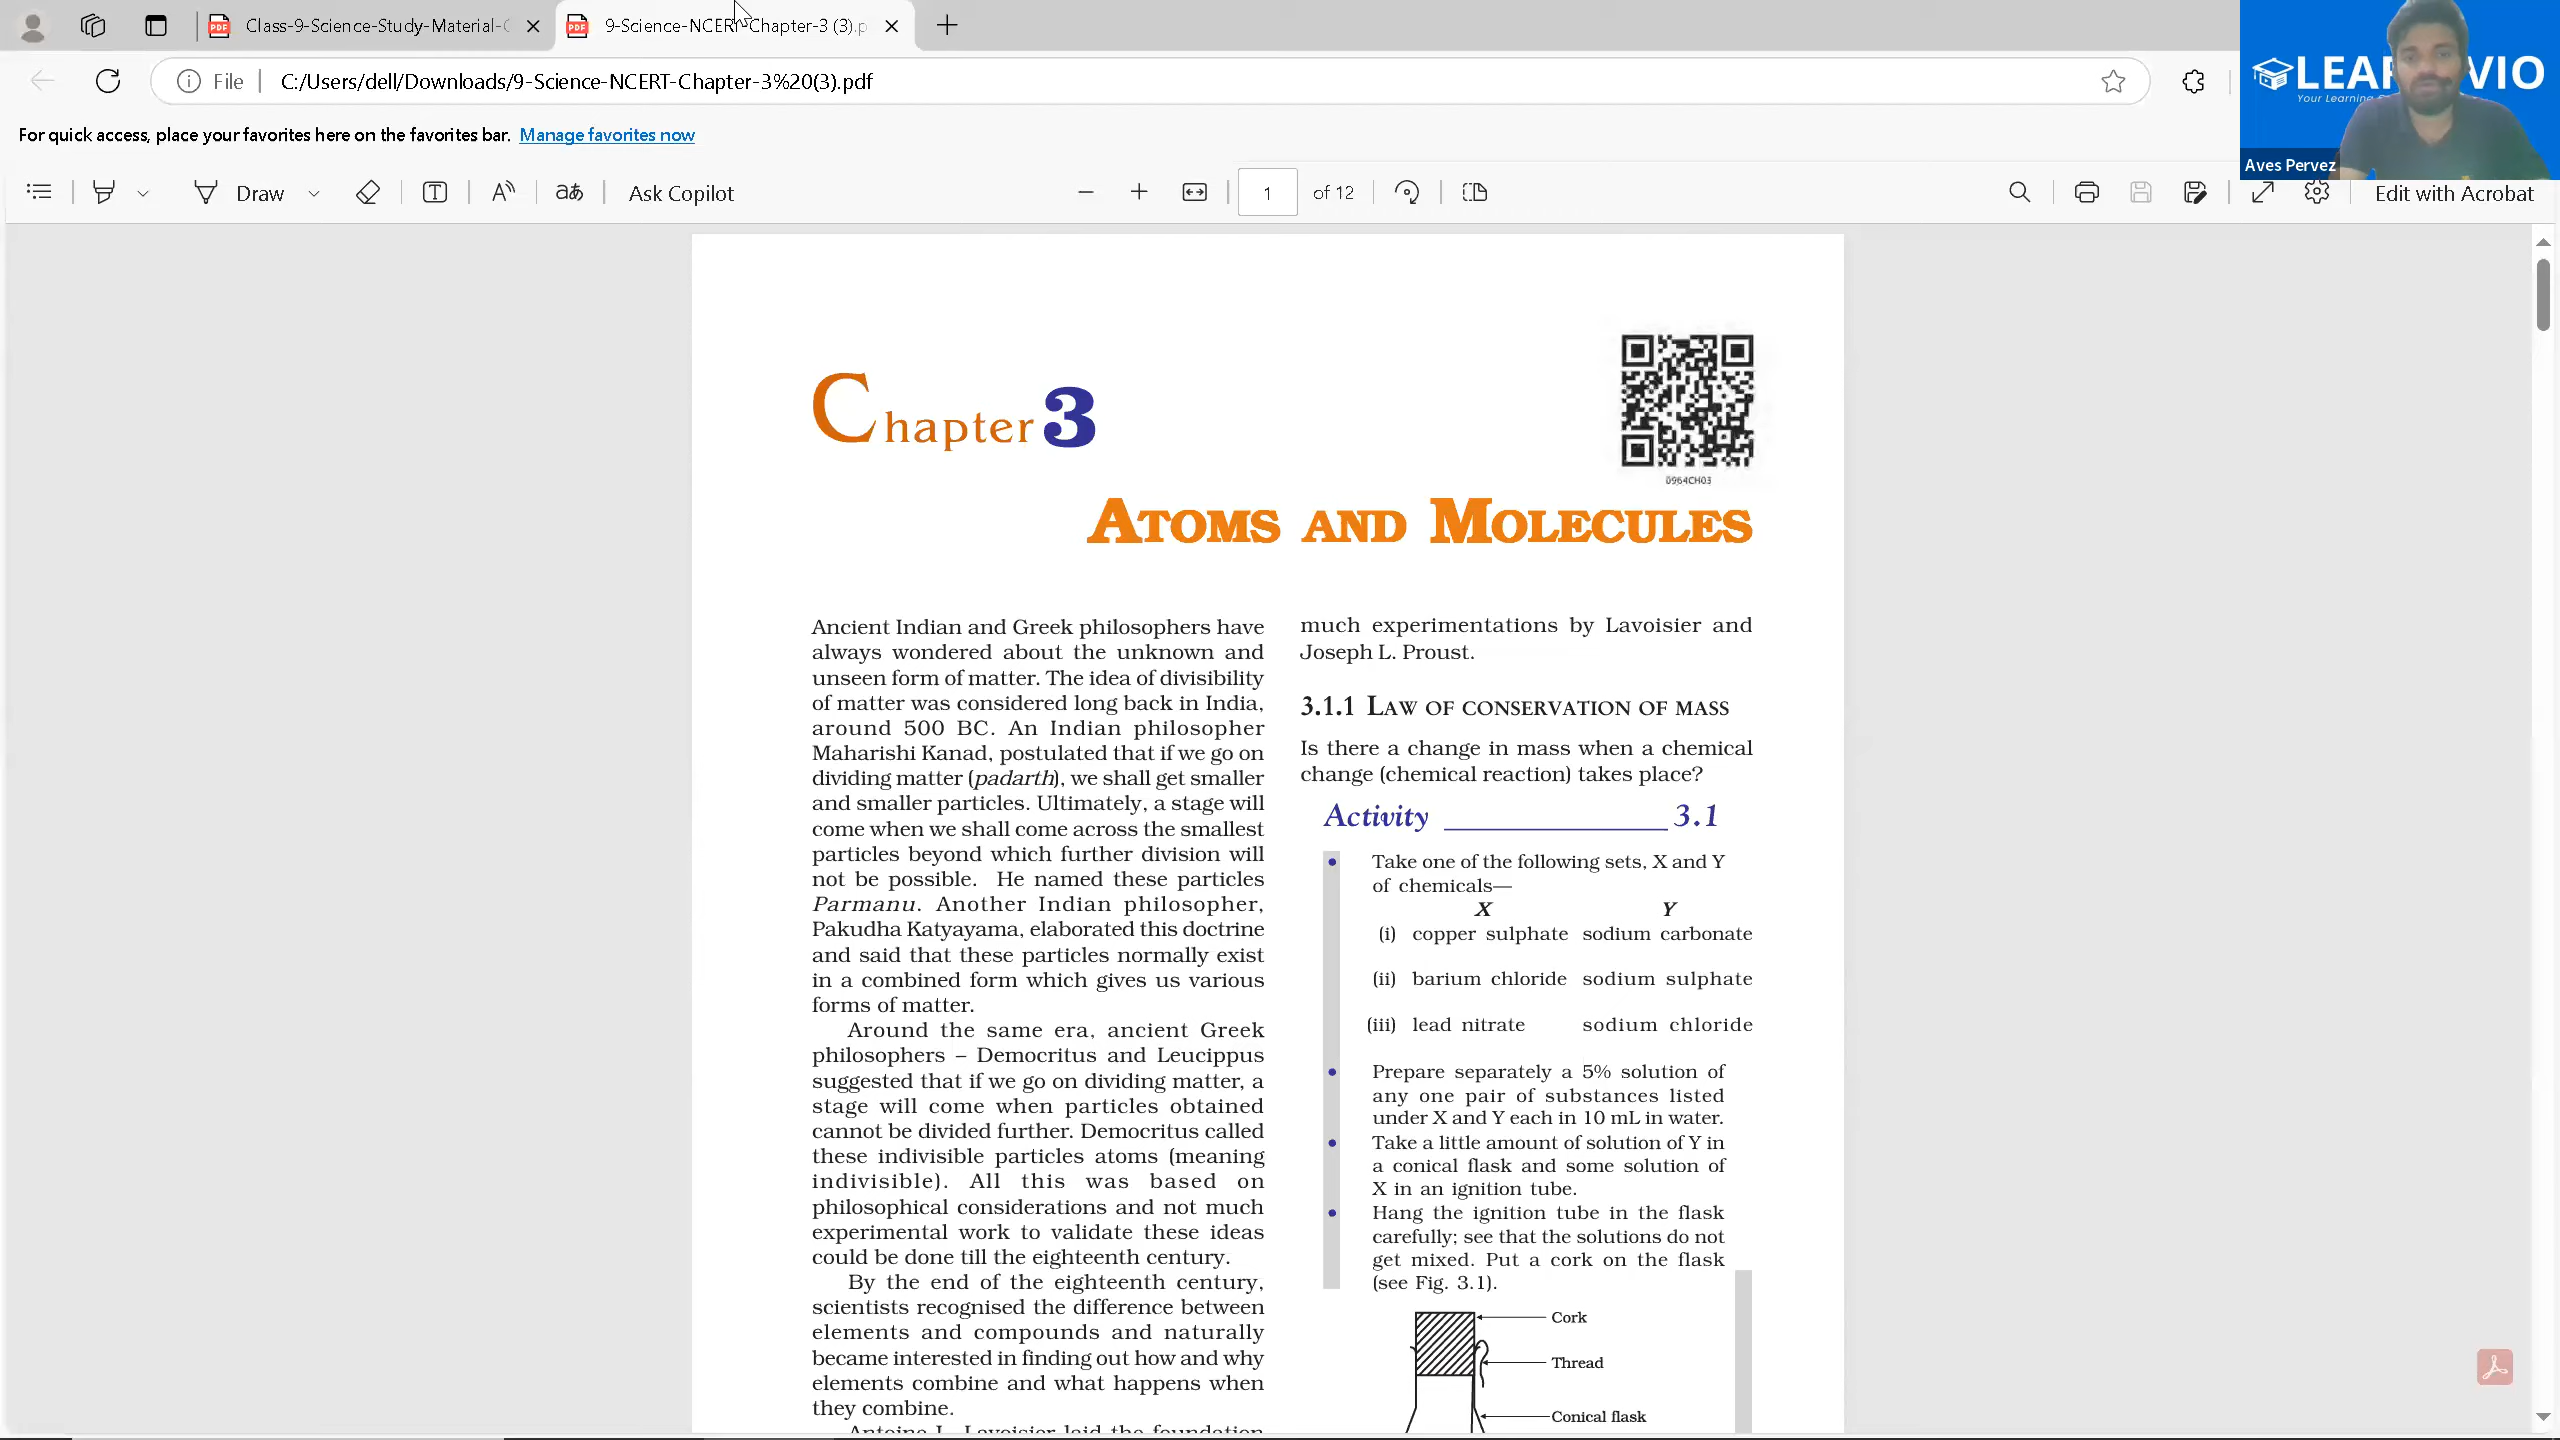 Class-9-Science-Study-Material-C
9-Science-NCERT-Chapter-3 (3).p
File
C:/Users/dell/Downloads/9-Science-NCERT-Chapter-3%20(3).pdf
For quick access, place your favorites here on the favorites bar. Manage favorites now
Draw
aあ
Ask Copilot
1 of 12
Edit with Acrobat
Aves Pervez
Chapter 3
0964CH03
ATOMS AND MOLECULES
Ancient Indian and Greek philosophers have
always wondered about the unknown and
unseen form of matter. The idea of divisibility
of matter was considered long back in India,
around 500 BC. An Indian philosopher
Maharishi Kanad, postulated that if we go on
dividing matter (padarth), we shall get smaller
and smaller particles. Ultimately, a stage will
come when we shall come across the smallest
particles beyond which further division will
not be possible. He named these particles
Parmanu. Another Indian philosopher,
Pakudha Katyayama, elaborated this doctrine
and said that these particles normally exist
in a combined form which gives us various
forms of matter.
Around the same era, ancient Greek
philosophers – Democritus and Leucippus
suggested that if we go on dividing matter, a
stage will come when particles obtained
cannot be divided further. Democritus called
these indivisible particles atoms (meaning
indivisible). All this was based on
philosophical considerations and not much
experimental work to validate these ideas
could be done till the eighteenth century.
By the end of the eighteenth century,
scientists recognised the difference between
elements and compounds and naturally
became interested in finding out how and why
elements combine and what happens when
they combine.
Antoine L. Lavoisier laid the foundation
much experimentations by Lavoisier and
Joseph L. Proust.
3.1.1 LAW OF CONSERVATION OF MASS
Is there a change in mass when a chemical
change (chemical reaction) takes place?
Activity 3.1
• Take one of the following sets, X and Y
of chemicals—
X Y
(i) copper sulphate sodium carbonate
(ii) barium chloride sodium sulphate
(iii) lead nitrate sodium chloride
• Prepare separately a 5% solution of
any one pair of substances listed
under X and Y each in 10 mL in water.
• Take a little amount of solution of Y in
a conical flask and some solution of
X in an ignition tube.
• Hang the ignition tube in the flask
carefully; see that the solutions do not
get mixed. Put a cork on the flask
(see Fig. 3.1).
Cork
Thread
Conical flask